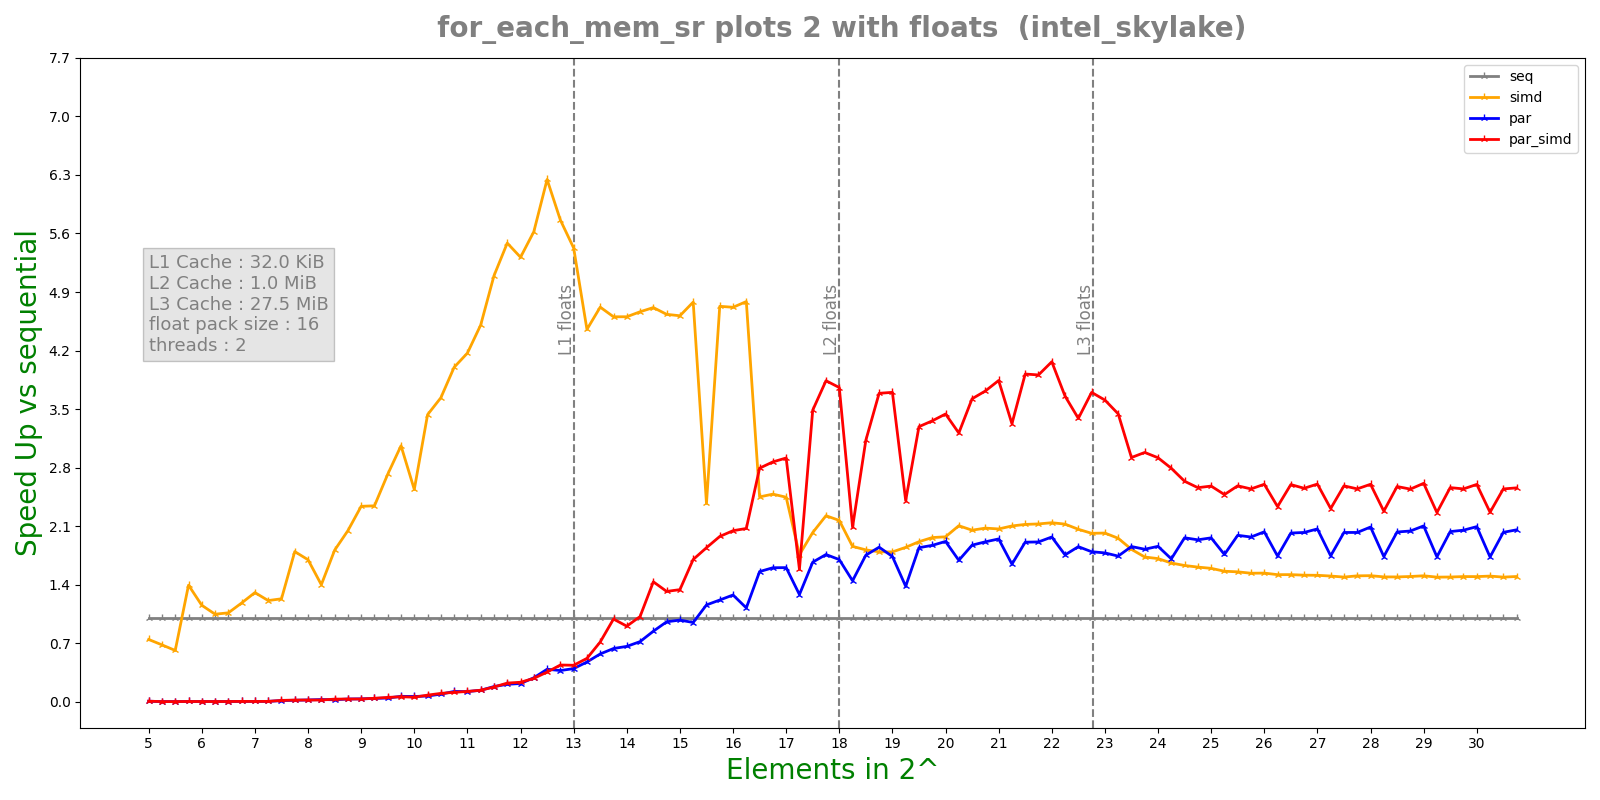 for_each_mem_sr plots 2 with floats  (intel_skylake)
seq
simd
par
par_simd
Speed Up vs sequential
7.7
7.0
6.3
5.6
4.9
4.2
3.5
2.8
2.1
1.4
0.7
0.0
L1 Cache : 32.0 KiB
L2 Cache : 1.0 MiB
L3 Cache : 27.5 MiB
float pack size : 16
threads : 2
L1 floats
L2 floats
L3 floats
5 6 7 8 9 10 11 12 13 14 15 16 17 18 19 20 21 22 23 24 25 26 27 28 29 30
Elements in 2^